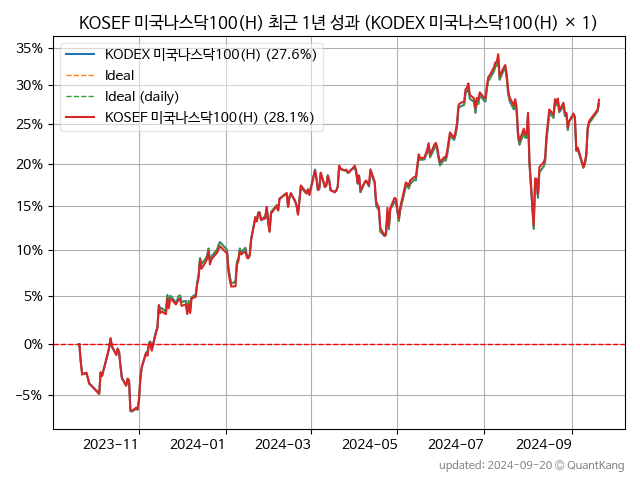 KOSEF 미국나스닥100(H) 최근 1년 성과 (KODEX 미국나스닥100(H) × 1)
KODEX 미국나스닥100(H) (27.6%)
Ideal
Ideal (daily)
KOSEF 미국나스닥100(H) (28.1%)
35%
30%
25%
20%
15%
10%
5%
0%
−5%
2023-11
2024-01
2024-03
2024-05
2024-07
2024-09
updated: 2024-09-20 © QuantKang